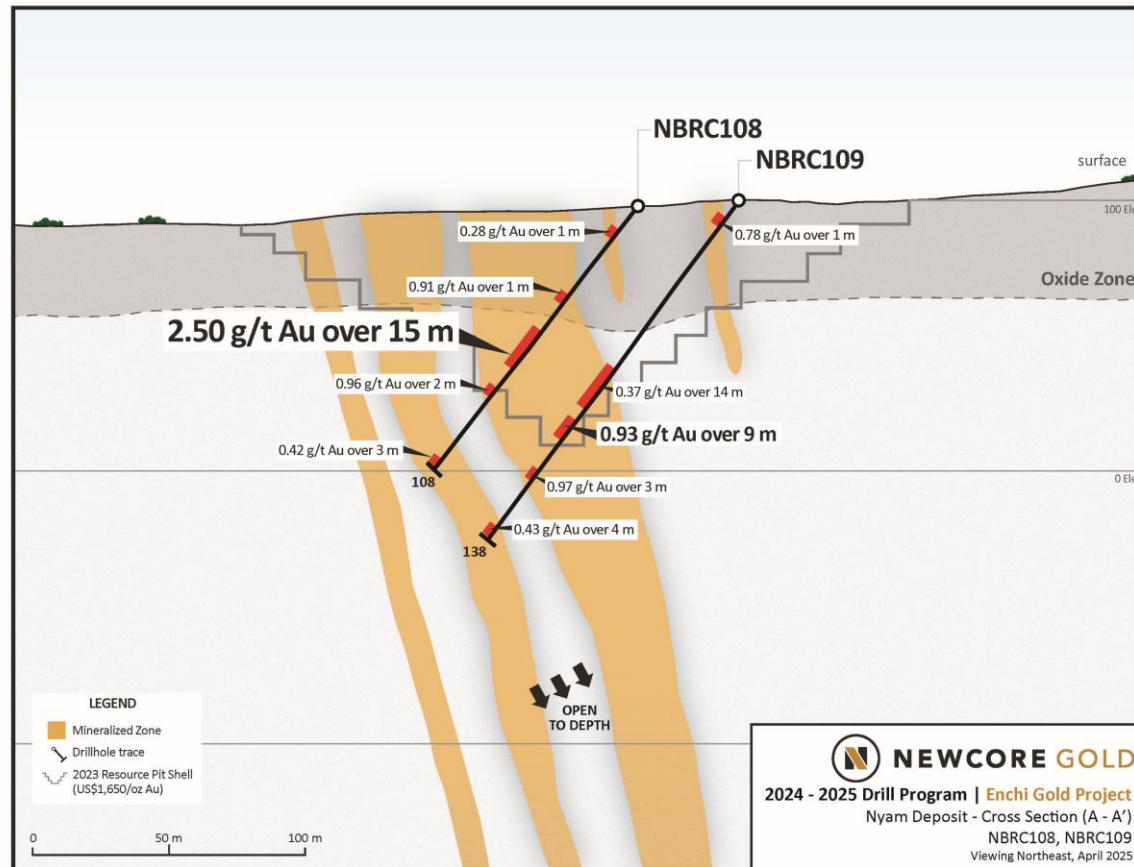 NBRC108
NBRC109
surface
100 Ele
0.28 g/t Au over 1 m
0.78 g/t Au over 1 m
Oxide Zone
0.91 g/t Au over 1 m
2.50 g/t Au over 15 m
0.96 g/t Au over 2 m
0.37 g/t Au over 14 m
0.93 g/t Au over 9 m
0.42 g/t Au over 3 m
108
0.97 g/t Au over 3 m
0 Ele
0.43 g/t Au over 4 m
138
OPEN
TO DEPTH
LEGEND
Mineralized Zone
Drillhole trace
2023 Resource Pit Shell
(US$1,650/oz Au)
0 50 m 100 m
NEWCORE GOLD
2024 - 2025 Drill Program | Enchi Gold Project
Nyam Deposit - Cross Section (A - A')
NBRC108, NBRC109
Viewing Northeast, April 2025